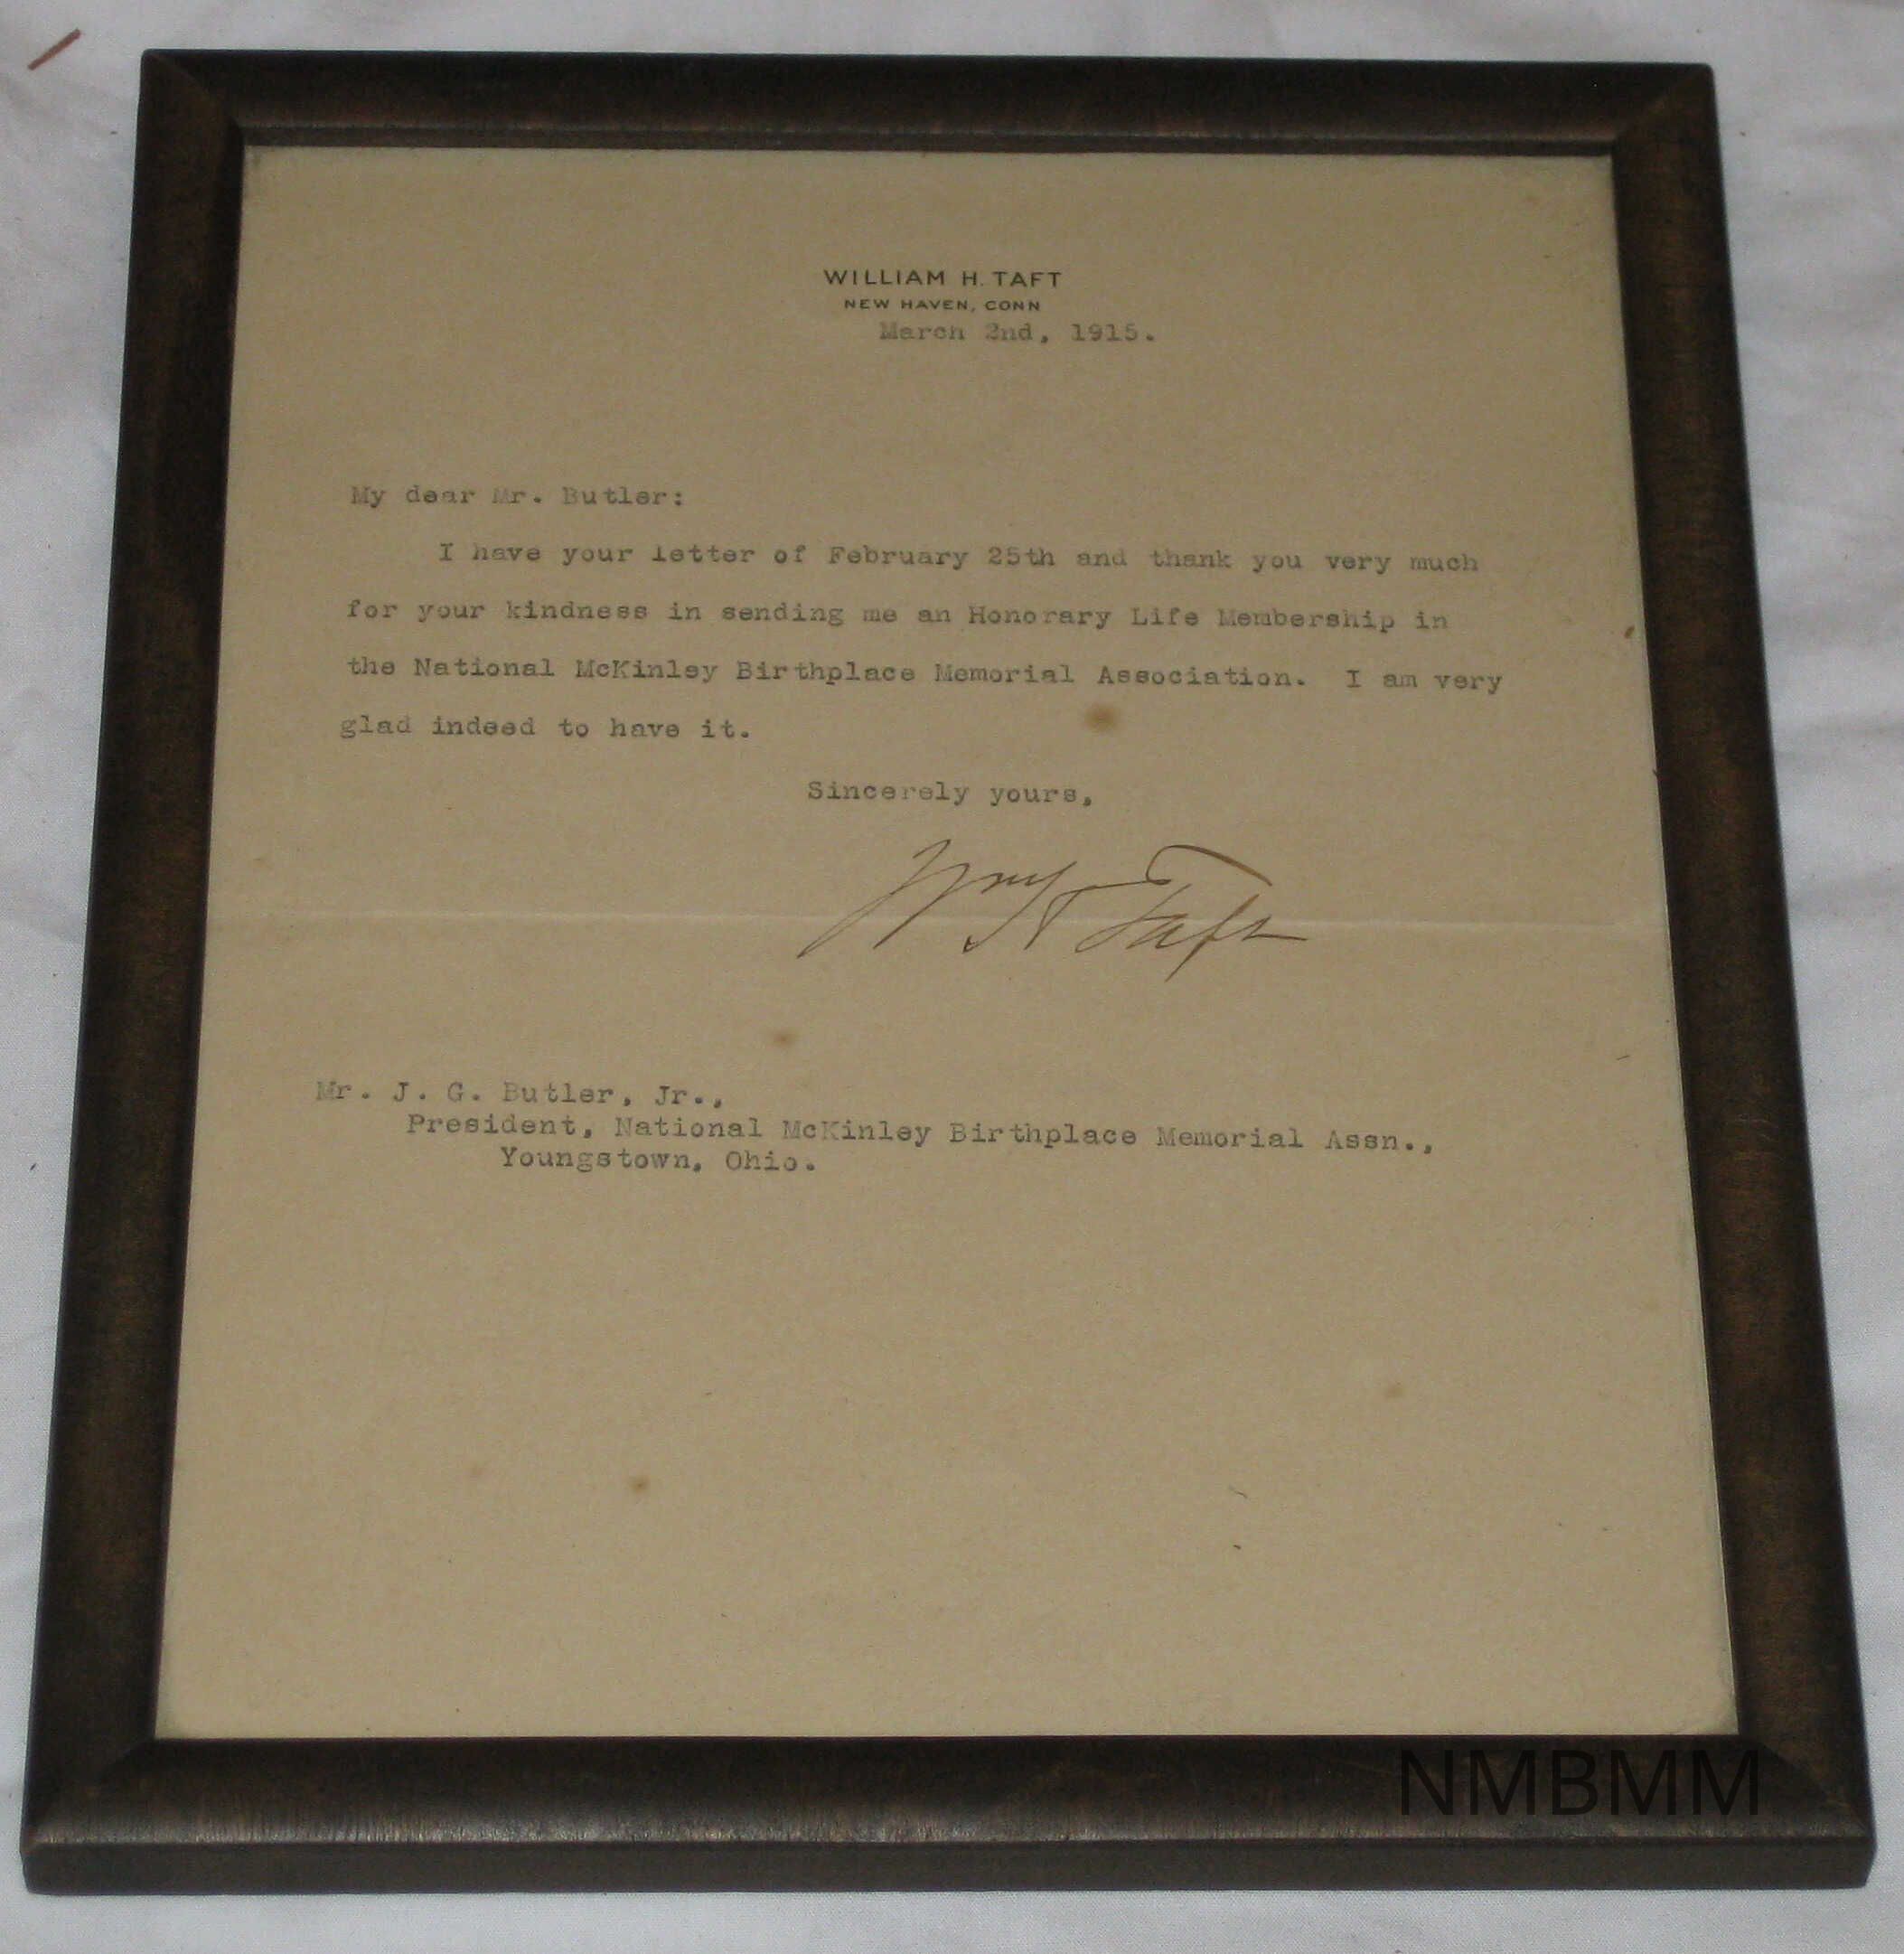 WILLIAM H. TAFT
NEW HAVEN, CONN
March 2nd, 1915.
My dear Mr. Butler:
I have your letter of February 25th and thank you very much
for your kindness in sending me an Honorary Life Membership in
the National McKinley Birthplace Memorial Association. I am very
glad indeed to have it.
Sincerely yours,
Wm H Taft
Mr. J. G. Butler, Jr.,
President, National McKinley Birthplace Memorial Assn.,
Youngstown, Ohio.
NMBMM